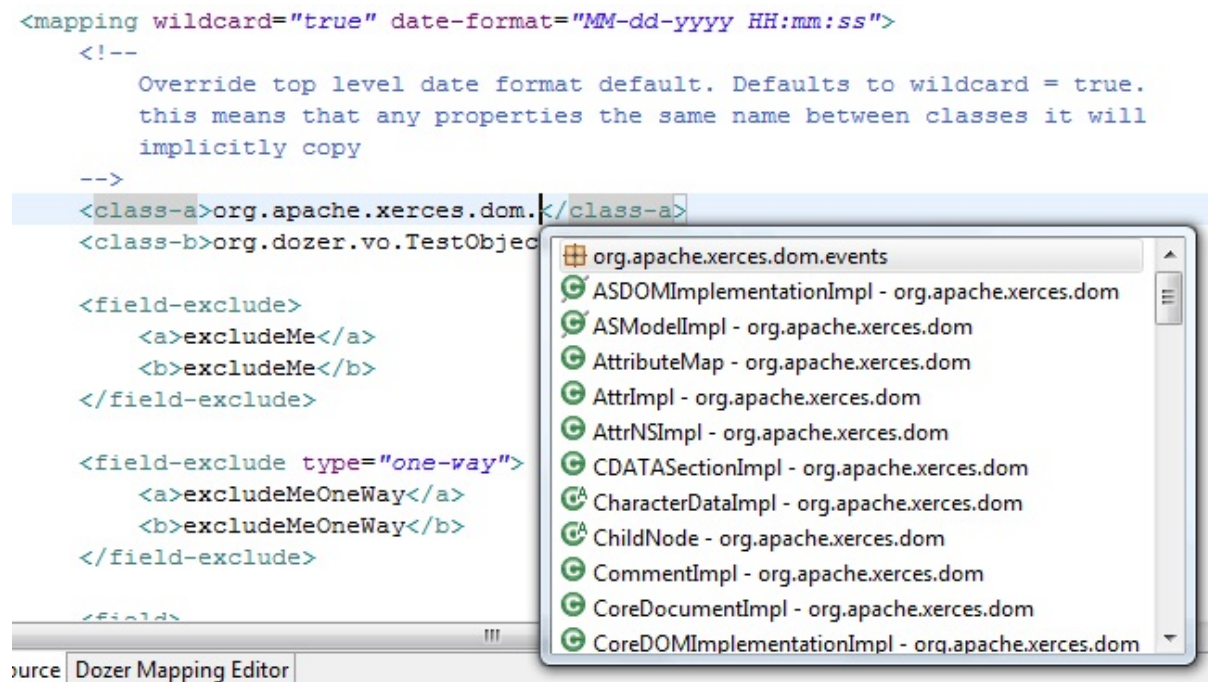 <mapping wildcard="true" date-format="MM-dd-yyyy HH:mm:ss">
<!--
Override top level date format default. Defaults to wildcard = true.
this means that any properties the same name between classes it will
implicitly copy
-->
<class-a>org.apache.xerces.dom.</class-a>
<class-b>org.dozer.vo.TestObjec
<field-exclude>
<a>excludeMe</a>
<b>excludeMe</b>
</field-exclude>
<field-exclude type="one-way">
<a>excludeMeOneWay</a>
<b>excludeMeOneWay</b>
</field-exclude>
<field>
org.apache.xerces.dom.events
ASDOMImplementationImpl - org.apache.xerces.dom
ASModelImpl - org.apache.xerces.dom
AttributeMap - org.apache.xerces.dom
AttrImpl - org.apache.xerces.dom
AttrNSImpl - org.apache.xerces.dom
CDATASectionImpl - org.apache.xerces.dom
CharacterDataImpl - org.apache.xerces.dom
ChildNode - org.apache.xerces.dom
CommentImpl - org.apache.xerces.dom
CoreDocumentImpl - org.apache.xerces.dom
CoreDOMImplementationImpl - org.apache.xerces.dom
ource Dozer Mapping Editor